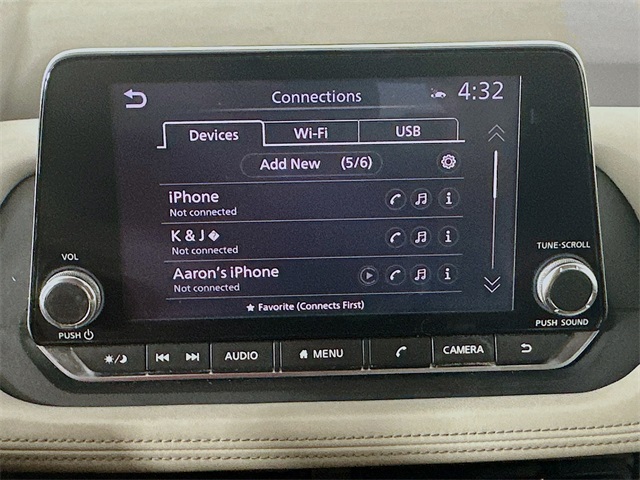 Connections
4:32
Devices Wi-Fi USB
Add New (5/6)
iPhone
Not connected
K & J �
Not connected
Aaron's iPhone
Not connected
★ Favorite (Connects First)
VOL
PUSH
TUNE·SCROLL
PUSH SOUND
AUDIO MENU CAMERA